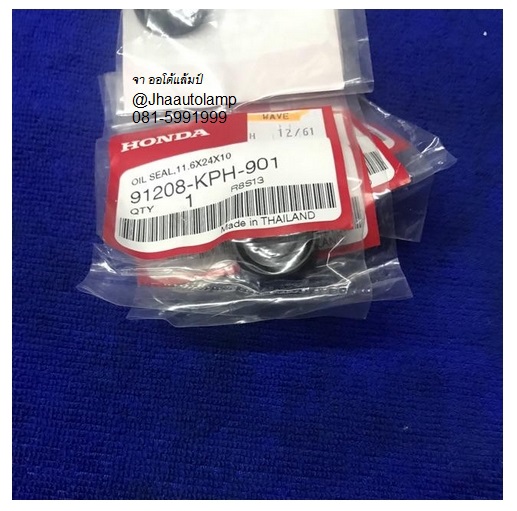 จา ออโต้แล้มป์
@Jhaautolamp
081-5991999
WAVE
H 12/61
HONDA
OIL SEAL,11.6X24X10
91208-KPH-901
QTY 1 R8S13
Made in THAILAND